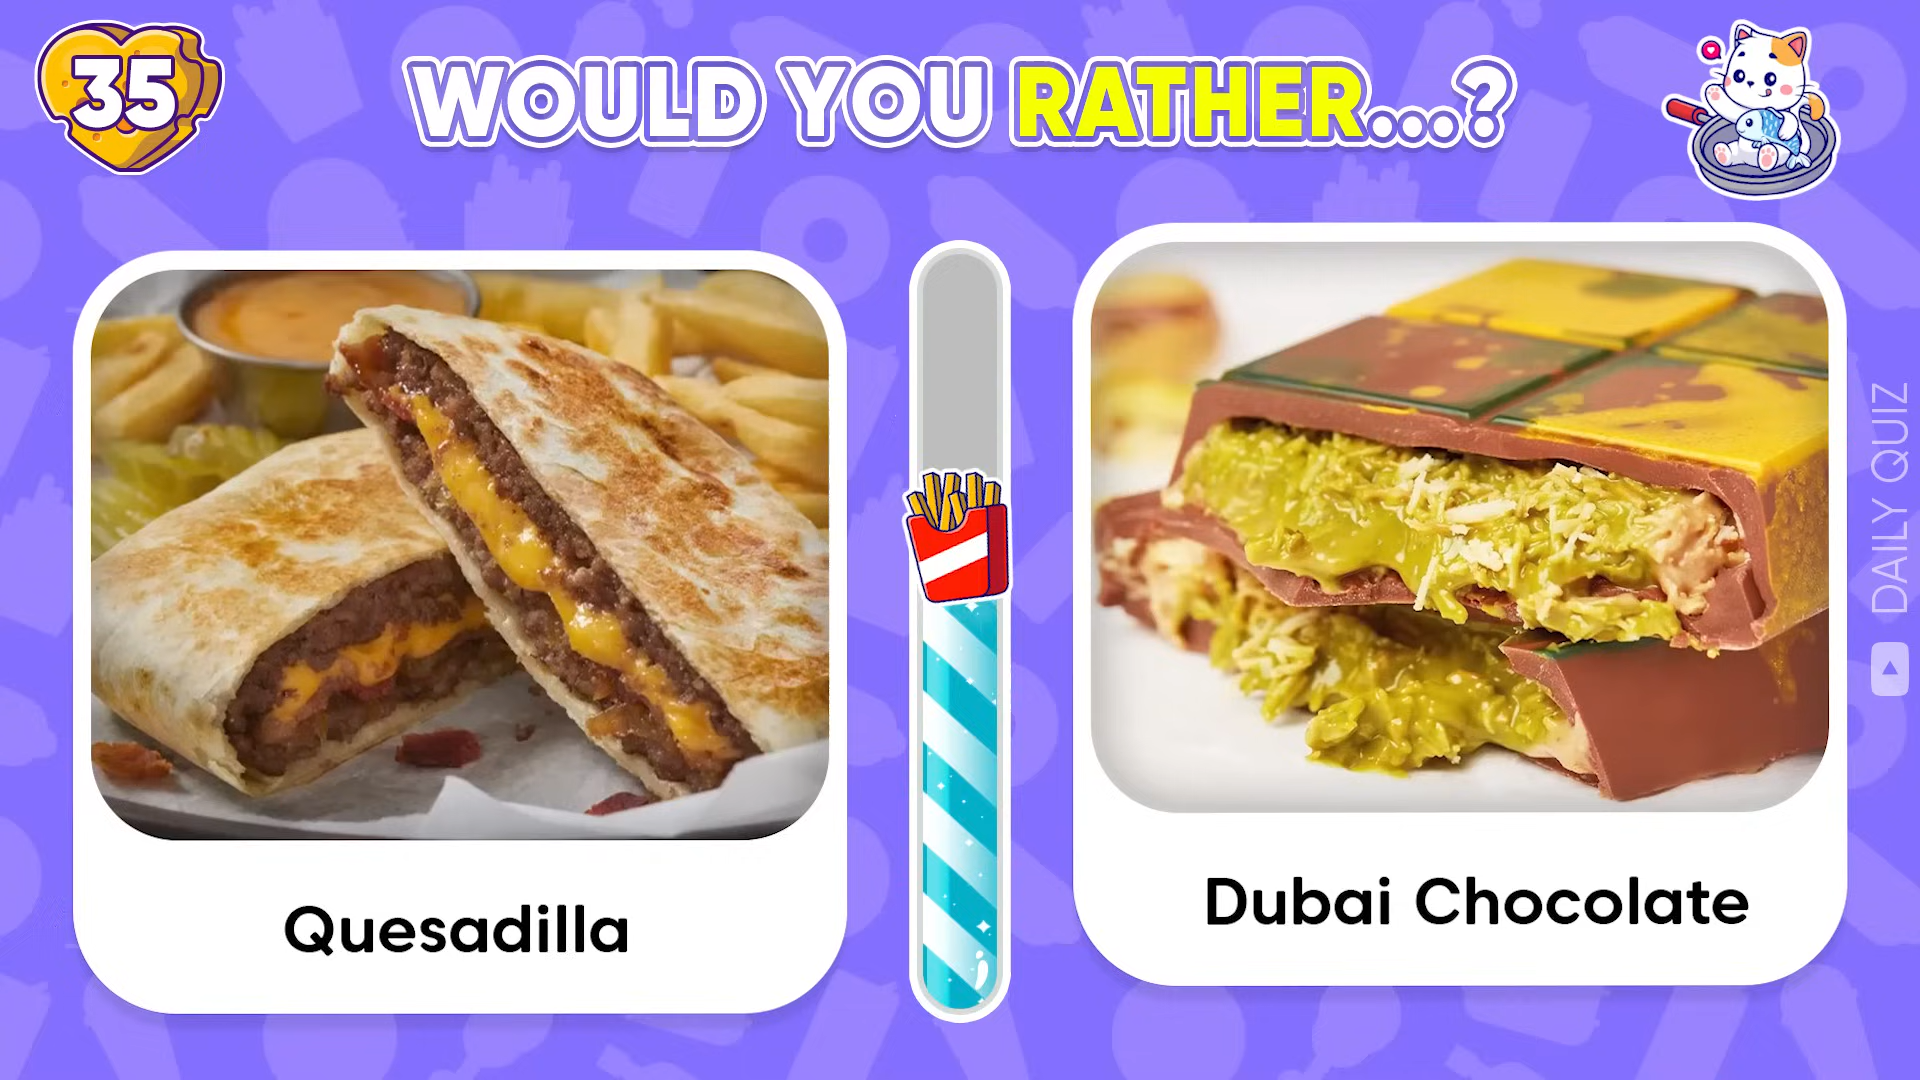 35
WOULD YOU RATHER...?
Quesadilla
Dubai Chocolate
DAILY QUIZ